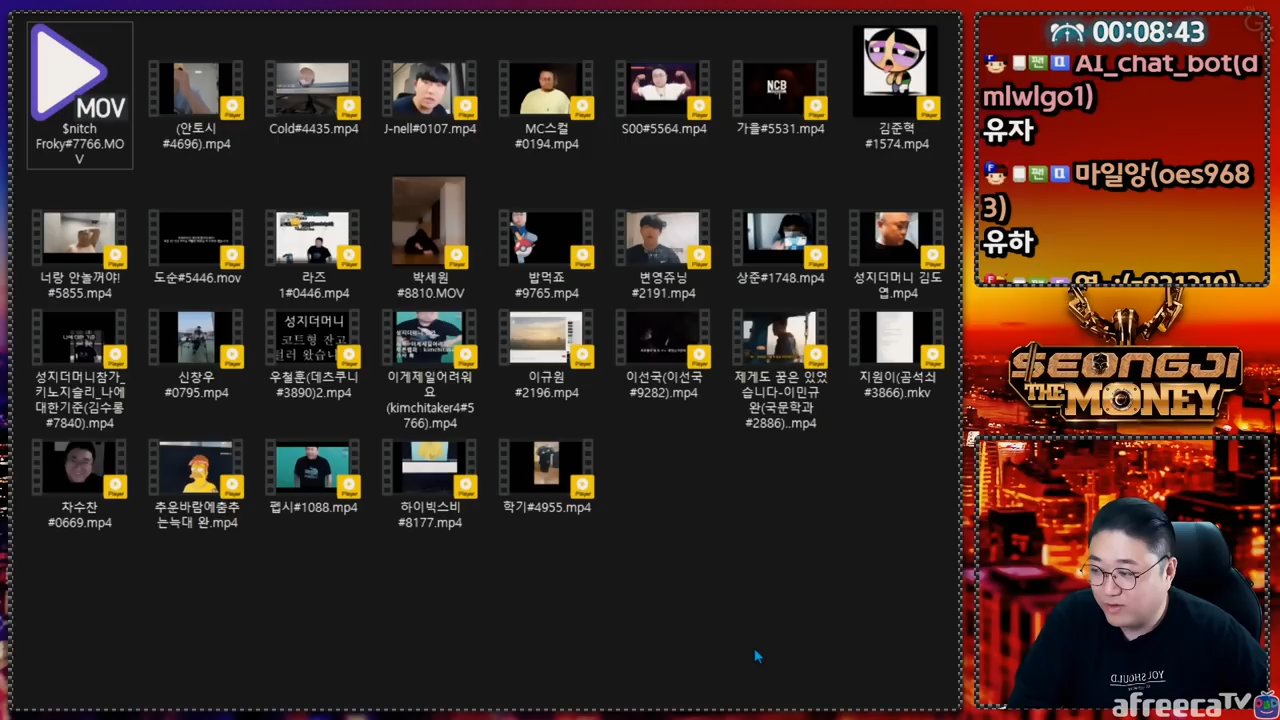 MOV
$nitch
Froky#7766.MO
V
(안토시
#4696).mp4
Cold#4435.mp4
J-nell#0107.mp4
MC스컬
#0194.mp4
S00#5564.mp4
NCB
가을#5531.mp4
김준혁
#1574.mp4
너랑 안놀꺼야!
#5855.mp4
도순#5446.mov
라즈
1#0446.mp4
박세원
#8810.MOV
밥먹죠
#9765.mp4
변영쥬닝
#2191.mp4
상준#1748.mp4
성지더머니 김도
엽.mp4
성지더머니참가_
키노지슬리_나에
대한기준(김수롱
#7840).mp4
신창우
#0795.mp4
성지더머니
우철훈(데츠쿠니
#3890)2.mp4
이게제일어려워
요
(kimchitaker4#5
766).mp4
이규원
#2196.mp4
이선국(이선국
#9282).mp4
제게도 꿈은 있었
습니다-이민규
완(국문학과
#2886)..mp4
지원이(곰석쇠
#3866).mkv
차수찬
#0669.mp4
추운바람에춤추
는늑대 완.mp4
펩시#1088.mp4
하이빅스비
#8177.mp4
학기#4955.mp4
00:08:43
AI_chat_bot(d
mlwlgo1)
유자
마일앙(oes968
3)
유하
$EONGJI
THE MONEY
afreecaTV